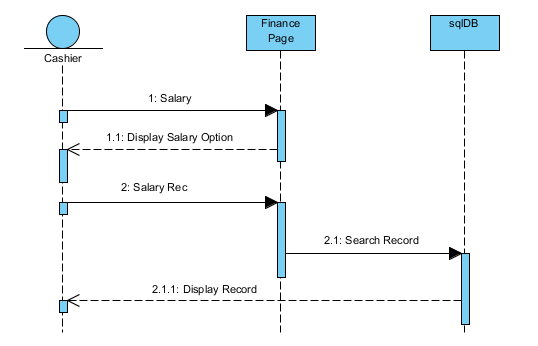 Finance
Page
sqlDB
Cashier
1: Salary
1.1: Display Salary Option
2: Salary Rec
2.1: Search Record
2.1.1: Display Record